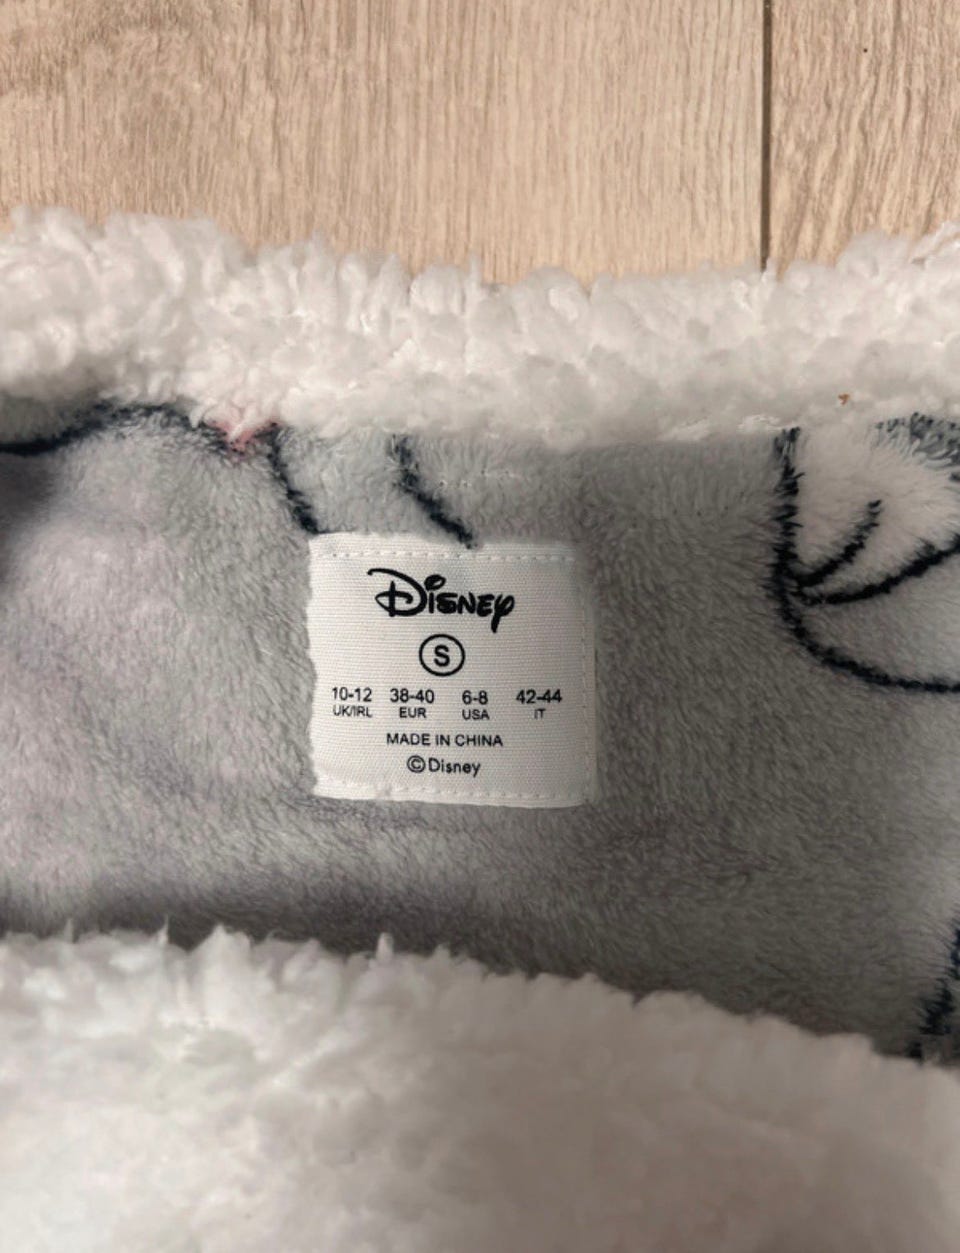 Disney
S
10-12 38-40 6-8 42-44
UK/IRL EUR USA IT
MADE IN CHINA
©Disney